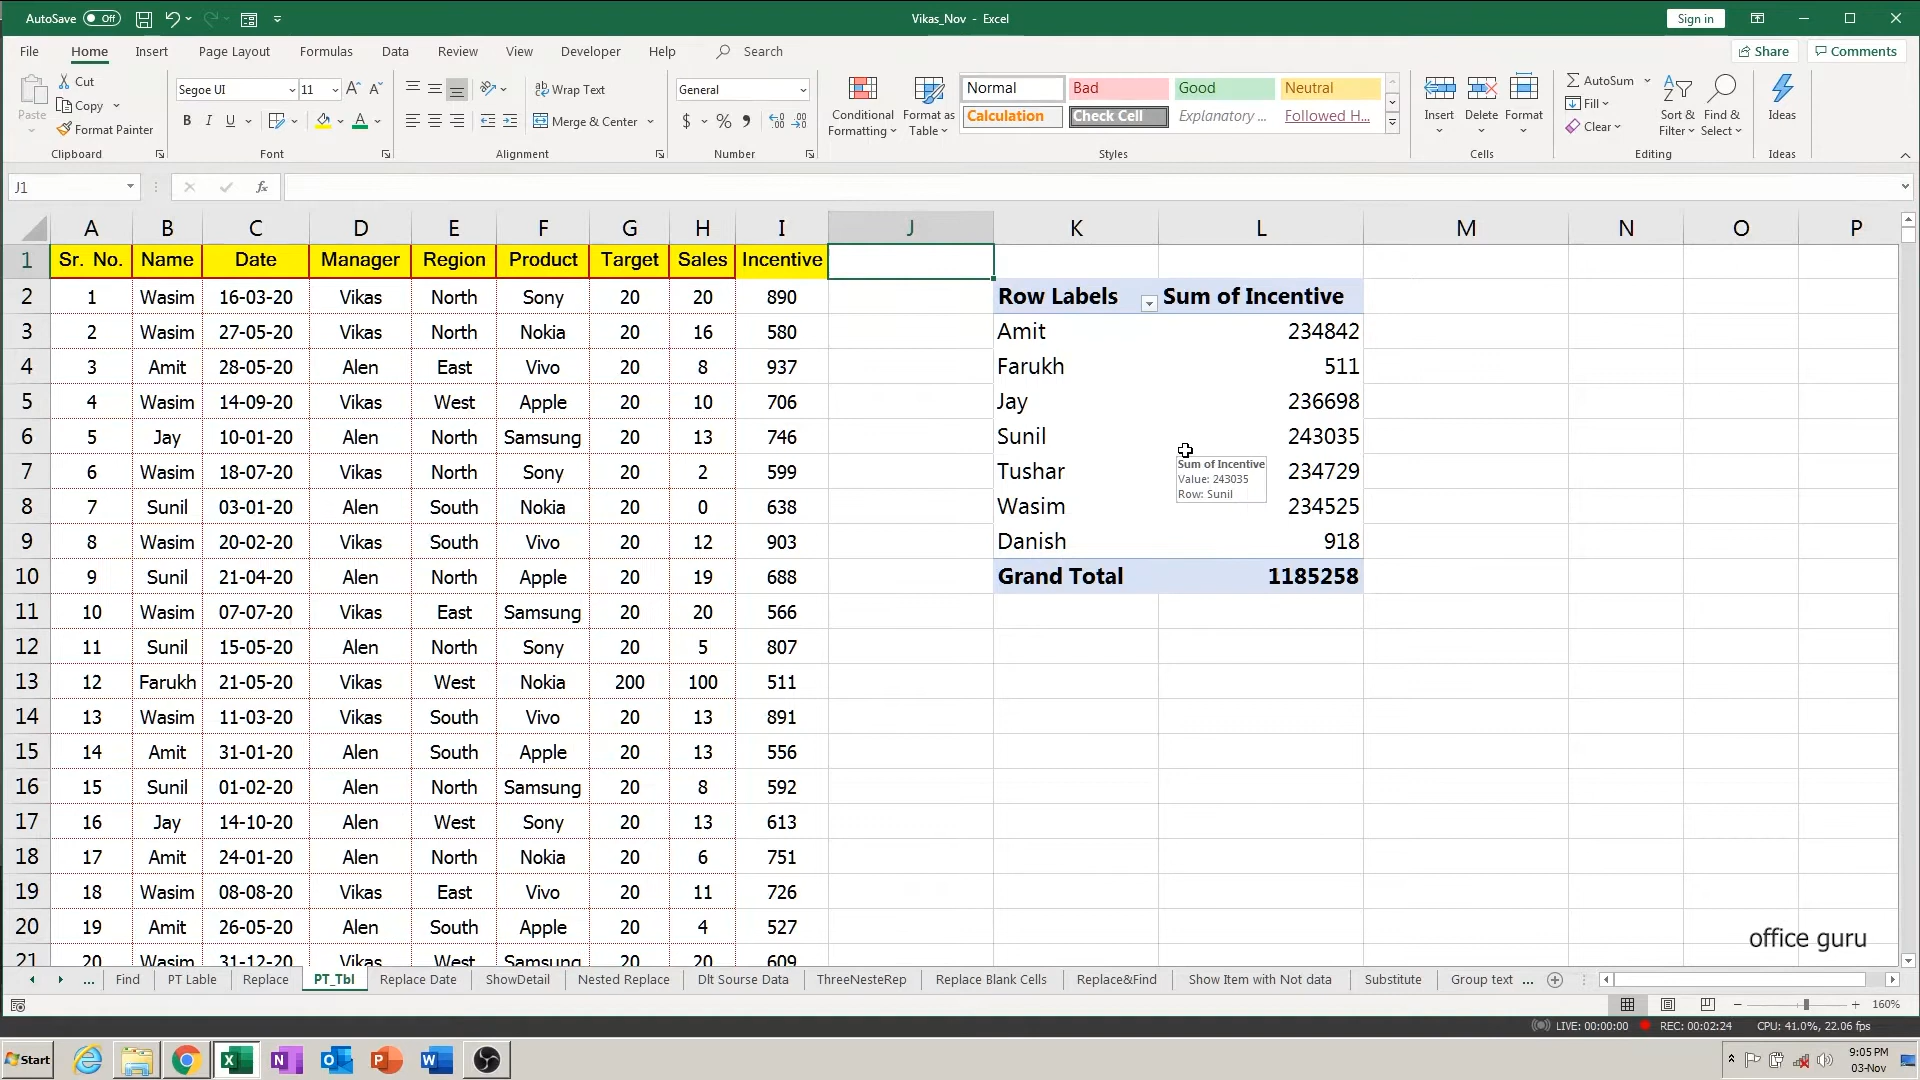 AutoSave Off Vikas_Nov - Excel Sign in
File Home Insert Page Layout Formulas Data Review View Developer Help Search Share Comments
Paste Cut Copy Format Painter
Segoe UI 11
B I U
Wrap Text
Merge & Center
General
$ %
Conditional Formatting
Format as Table
Normal Bad Good Neutral
Calculation Check Cell Explanatory ... Followed H...
Insert Delete Format
AutoSum
Fill
Clear
Sort & Filter
Find & Select
Ideas
Clipboard Font Alignment Number Styles Cells Editing Ideas
J1 fx
A B C D E F G H I J K L M N O P
1 Sr. No. Name Date Manager Region Product Target Sales Incentive
2 1 Wasim 16-03-20 Vikas North Sony 20 20 890 Row Labels Sum of Incentive
3 2 Wasim 27-05-20 Vikas North Nokia 20 16 580 Amit 234842
4 3 Amit 28-05-20 Alen East Vivo 20 8 937 Farukh 511
5 4 Wasim 14-09-20 Vikas West Apple 20 10 706 Jay 236698
6 5 Jay 10-01-20 Alen North Samsung 20 13 746 Sunil 243035
7 6 Wasim 18-07-20 Vikas North Sony 20 2 599 Tushar 234729
Sum of Incentive
Value: 243035
Row: Sunil
8 7 Sunil 03-01-20 Alen South Nokia 20 0 638 Wasim 234525
9 8 Wasim 20-02-20 Vikas South Vivo 20 12 903 Danish 918
10 9 Sunil 21-04-20 Alen North Apple 20 19 688 Grand Total 1185258
11 10 Wasim 07-07-20 Vikas East Samsung 20 20 566
12 11 Sunil 15-05-20 Alen North Sony 20 5 807
13 12 Farukh 21-05-20 Vikas West Nokia 200 100 511
14 13 Wasim 11-03-20 Vikas South Vivo 20 13 891
15 14 Amit 31-01-20 Alen South Apple 20 13 556
16 15 Sunil 01-02-20 Alen North Samsung 20 8 592
17 16 Jay 14-10-20 Alen West Sony 20 13 613
18 17 Amit 24-01-20 Alen North Nokia 20 6 751
19 18 Wasim 08-08-20 Vikas East Vivo 20 11 726
20 19 Amit 26-05-20 Alen South Apple 20 4 527
21 20 Wasim 31-12-20 Vikas West Samsung 20 20 609
office guru
... Find PT Lable Replace PT_Tbl Replace Date ShowDetail Nested Replace Dlt Sourse Data ThreeNesteRep Replace Blank Cells Replace&Find Show Item with Not data Substitute Group text ...
160%
LIVE: 00:00:00 REC: 00:02:24 CPU: 41.0%, 22.06 fps
Start 9:05 PM
03-Nov